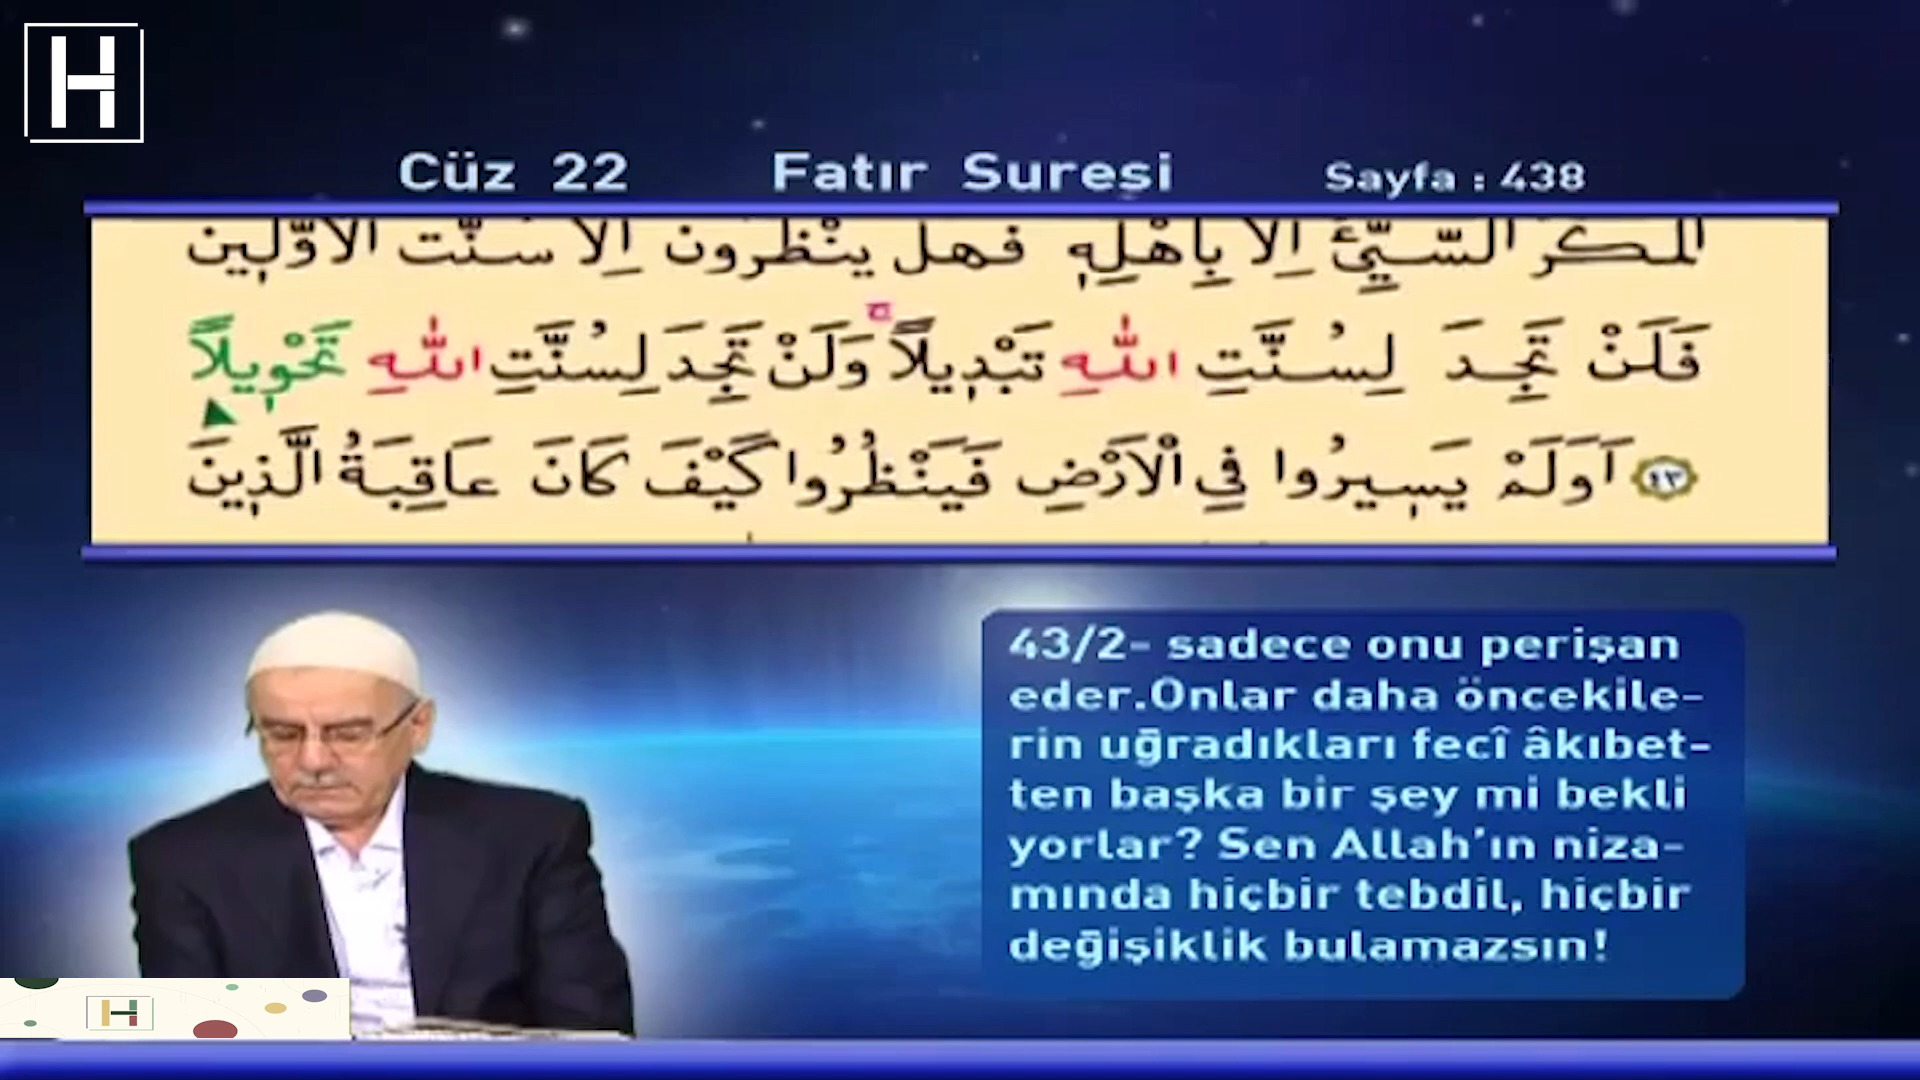 H
Cüz 22 Fatır Suresi Sayfa : 438
الْمَكْرُ السَّيِّئُ اِلَّا بِاَهْلِهٖ فَهَلْ يَنْظُرُونَ اِلَّا سُنَّتَ الْاَوَّلٖينَ
فَلَنْ تَجِدَ لِسُنَّتِ اللّٰهِ تَبْدٖيلاًۚ وَلَنْ تَجِدَ لِسُنَّتِ اللّٰهِ تَحْوٖيلاً
﴿٤٣﴾ اَوَلَمْ يَسٖيرُوا فِي الْاَرْضِ فَيَنْظُرُوا كَيْفَ كَانَ عَاقِبَةُ الَّذٖينَ
43/2- sadece onu perişan
eder.Onlar daha öncekile-
rin uğradıkları fecî âkıbet-
ten başka bir şey mi bekli
yorlar? Sen Allah'ın niza-
mında hiçbir tebdil, hiçbir
değişiklik bulamazsın!
H